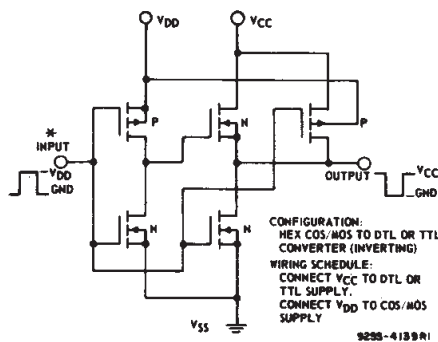 VDD
VCC
P
N
P
*
INPUT
VDD
GND
OUTPUT
VCC
GND
N
N
CONFIGURATION:
HEX COS/MOS TO DTL OR TTL
CONVERTER (INVERTING)
WIRING SCHEDULE:
CONNECT VCC TO DTL OR
TTL SUPPLY.
CONNECT VDD TO COS/MOS
SUPPLY
VSS
92SS-4139R1